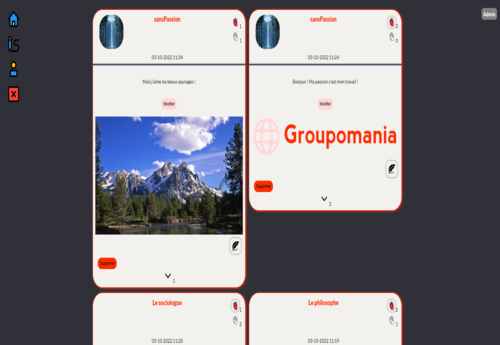 Admin
sansPassion
1
1
03-10-2022 11:34
Mais j'aime les beaux paysages !
Modifier
Supprimer
1
sansPassion
1
0
03-10-2022 11:24
Bonjour ! Ma passion c'est mon travail !
Modifier
Groupomania
Supprimer
2
Le sociologue
1
2
03-10-2022 11:20
Le philosophe
2
1
03-10-2022 11:19